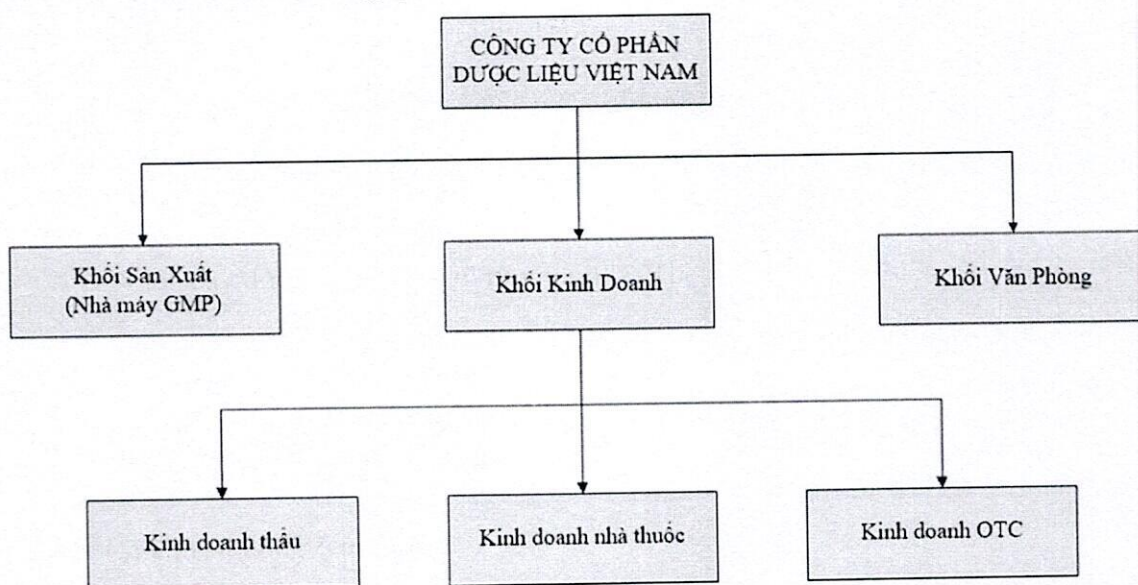 CÔNG TY CỔ PHẦN
DƯỢC LIỆU VIỆT NAM
Khối Sản Xuất
(Nhà máy GMP)
Khối Kinh Doanh
Khối Văn Phòng
Kinh doanh thầu
Kinh doanh nhà thuốc
Kinh doanh OTC